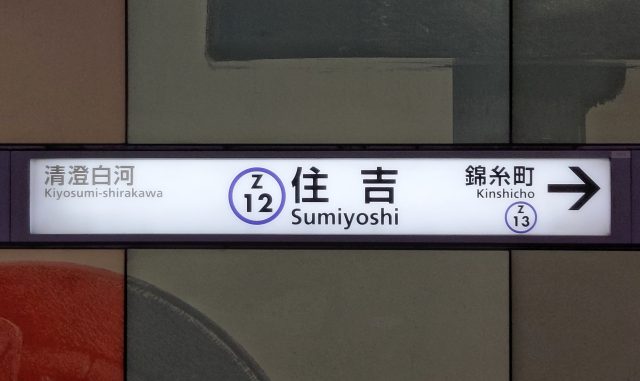 清澄白河
Kiyosumi-shirakawa
Z
12
住吉
Sumiyoshi
錦糸町
Kinshicho
Z
13